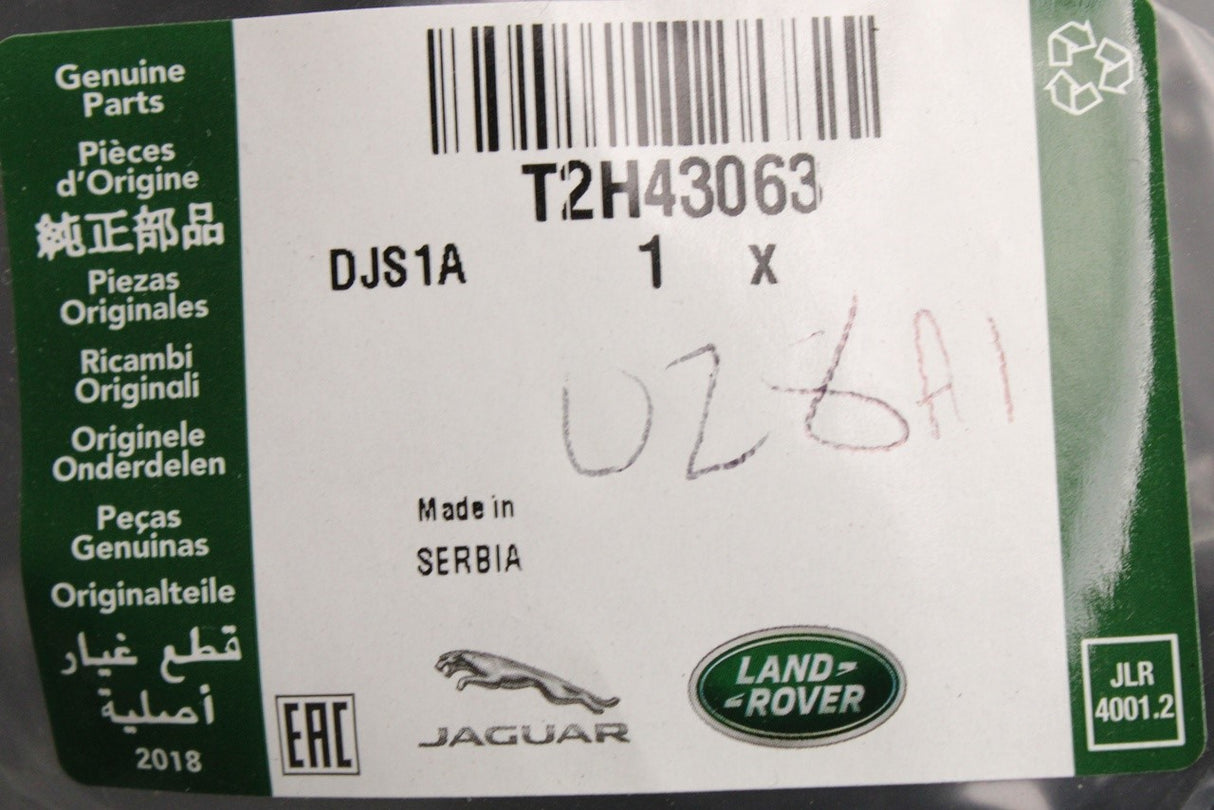 Genuine
Parts
Pièces
d'Origine
純正部品
Piezas
Originales
Ricambi
Originali
Originele
Onderdelen
Peças
Genuinas
Originalteile
قطع غيار
أصلية
2018
T2H43063
DJS1A 1 X
U28A1
Made in
SERBIA
EAC
JAGUAR
LAND
ROVER
JLR
4001.2